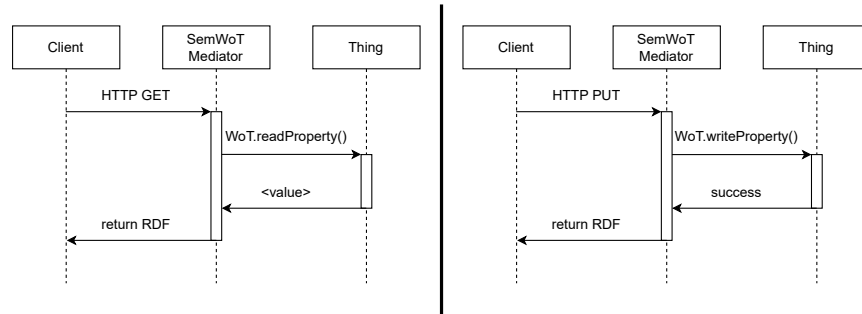 Client
SemWoT
Mediator
Thing
HTTP GET
WoT.readProperty()
<value>
return RDF
Client
SemWoT
Mediator
Thing
HTTP PUT
WoT.writeProperty()
success
return RDF